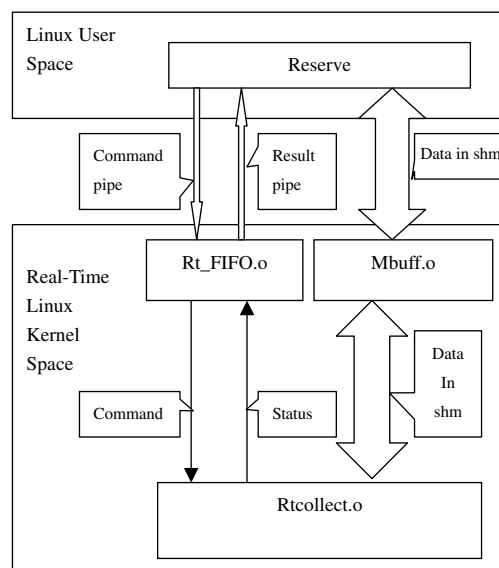 Linux User
Space
Reserve
Command
pipe
Result
pipe
Data in shm
Real-Time
Linux
Kernel
Space
Rt_FIFO.o
Mbuff.o
Command
Status
Data
In
shm
Rtcollect.o